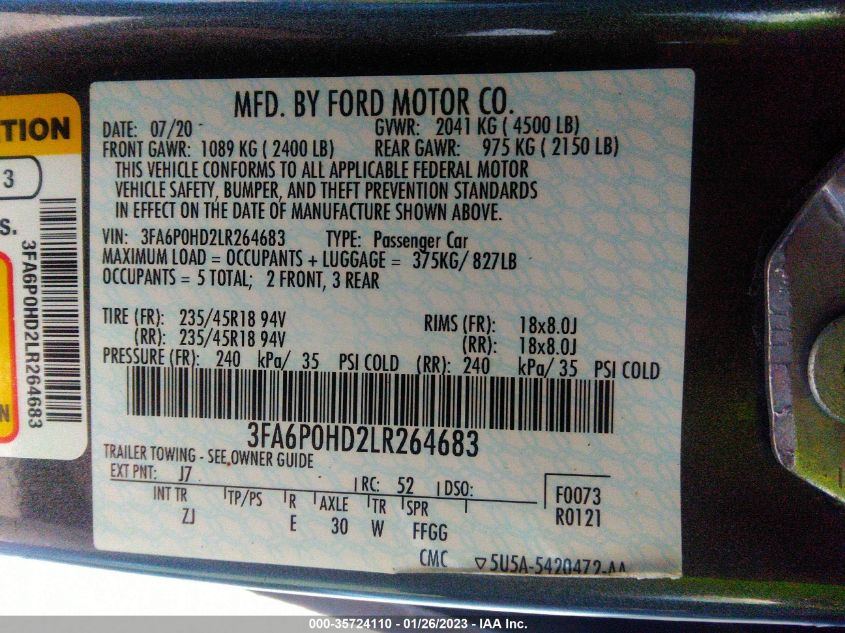 MFD. BY FORD MOTOR CO.
DATE: 07/20 GVWR: 2041 KG ( 4500 LB)
FRONT GAWR: 1089 KG ( 2400 LB) REAR GAWR: 975 KG ( 2150 LB)
THIS VEHICLE CONFORMS TO ALL APPLICABLE FEDERAL MOTOR
VEHICLE SAFETY, BUMPER, AND THEFT PREVENTION STANDARDS
IN EFFECT ON THE DATE OF MANUFACTURE SHOWN ABOVE.
VIN: 3FA6P0HD2LR264683 TYPE: Passenger Car
MAXIMUM LOAD = OCCUPANTS + LUGGAGE = 375KG/ 827LB
OCCUPANTS = 5 TOTAL; 2 FRONT, 3 REAR
TIRE (FR): 235/45R18 94V RIMS (FR): 18x8.0J
(RR): 235/45R18 94V (RR): 18x8.0J
PRESSURE (FR): 240 kPa/ 35 PSI COLD (RR): 240 kPa/ 35 PSI COLD
3FA6P0HD2LR264683
TRAILER TOWING - SEE OWNER GUIDE
EXT PNT: J7 RC: 52 DSO:
INT TR TP/PS R AXLE TR SPR
ZJ E 30 W FFGG
F0073
R0121
CMC ▽5U5A-5420472-AA
3
S.
3FA6P0HD2LR264683
000-35724110 - 01/26/2023 - IAA Inc.